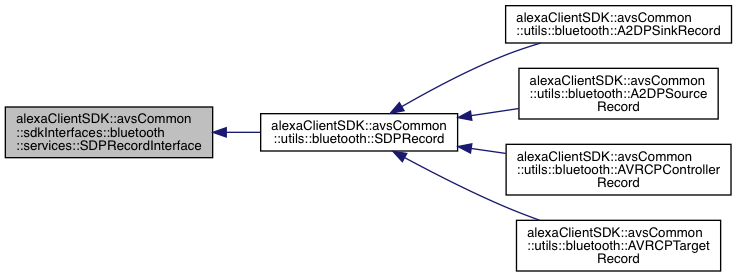 alexaClientSDK::avsCommon
::sdkInterfaces::bluetooth
::services::SDPRecordInterface
alexaClientSDK::avsCommon
::utils::bluetooth::SDPRecord
alexaClientSDK::avsCommon
::utils::bluetooth::A2DPSinkRecord
alexaClientSDK::avsCommon
::utils::bluetooth::A2DPSource
Record
alexaClientSDK::avsCommon
::utils::bluetooth::AVRCPController
Record
alexaClientSDK::avsCommon
::utils::bluetooth::AVRCPTarget
Record